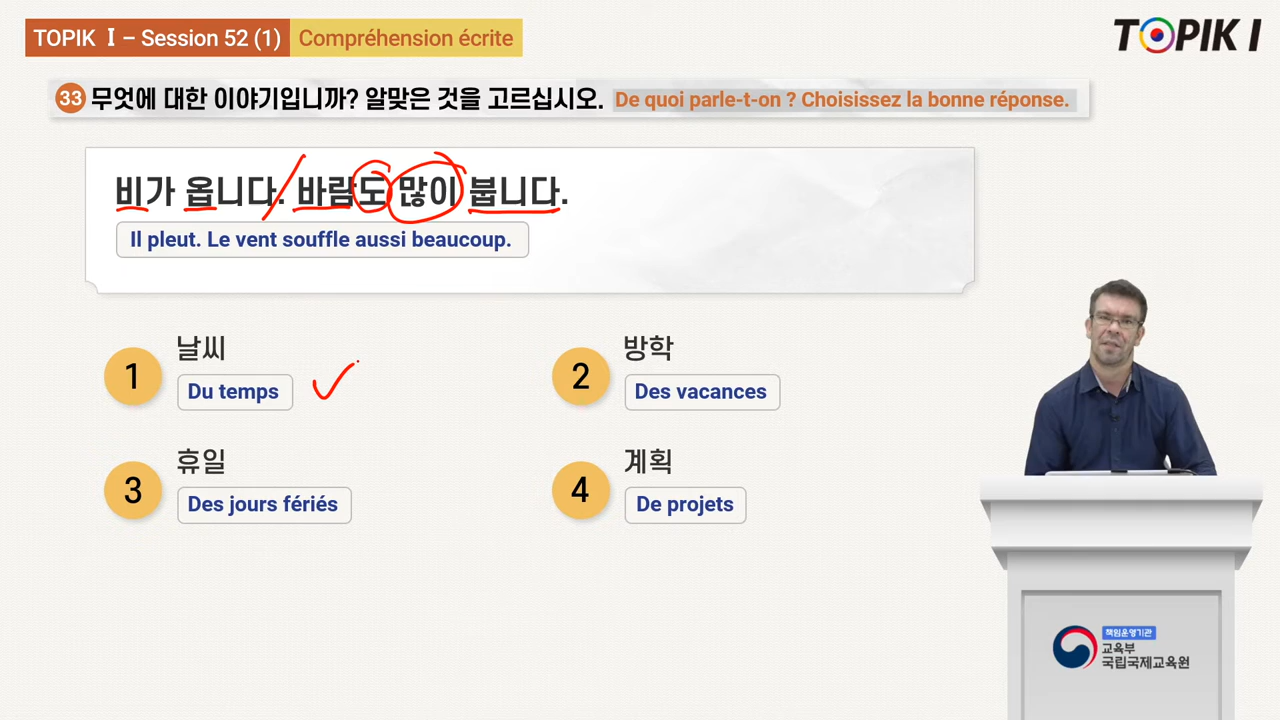 TOPIK I – Session 52 (1) Compréhension écrite
TOPIK I
33 무엇에 대한 이야기입니까? 알맞은 것을 고르십시오. De quoi parle-t-on ? Choisissez la bonne réponse.
비가 옵니다. 바람도 많이 붑니다.
Il pleut. Le vent souffle aussi beaucoup.
1 날씨
Du temps
2 방학
Des vacances
3 휴일
Des jours fériés
4 계획
De projets
책임운영기관
교육부
국립국제교육원